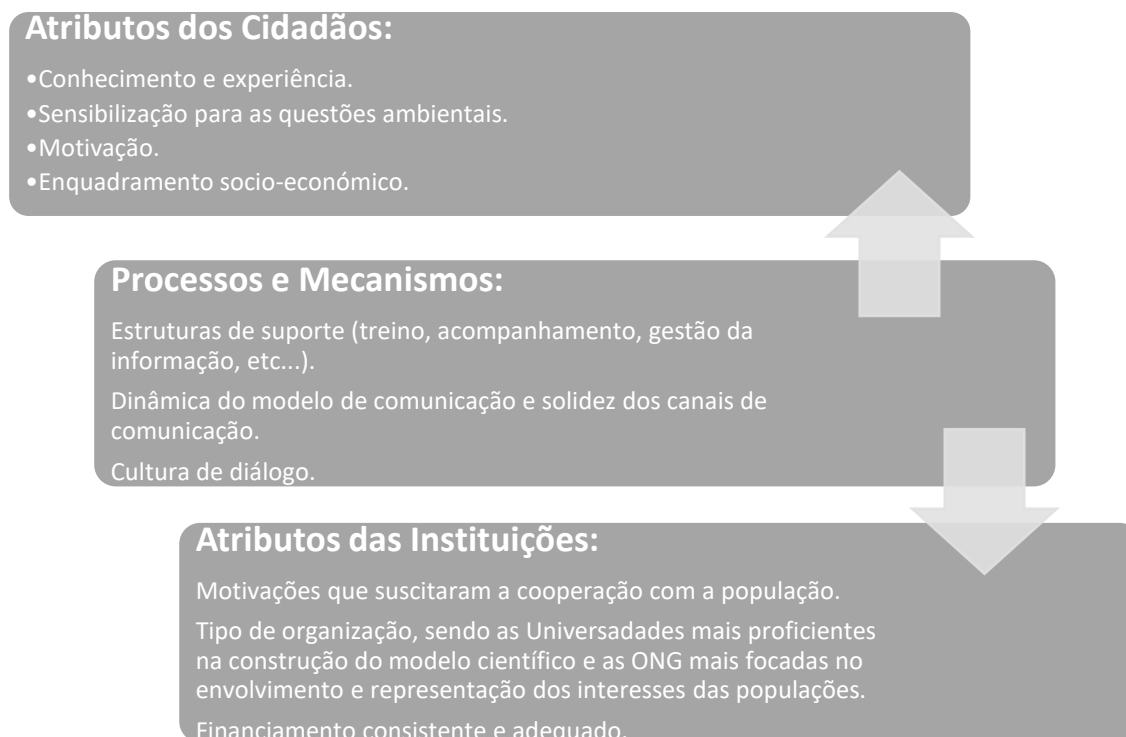 Atributos dos Cidadãos:
•Conhecimento e experiência.
•Sensibilização para as questões ambientais.
•Motivação.
•Enquadramento socio-económico.
Processos e Mecanismos:
Estruturas de suporte (treino, acompanhamento, gestão da
informação, etc...).
Dinâmica do modelo de comunicação e solidez dos canais de
comunicação.
Cultura de diálogo.
Atributos das Instituições:
Motivações que suscitaram a cooperação com a população.
Tipo de organização, sendo as Universadades mais proficientes
na construção do modelo científico e as ONG mais focadas no
envolvimento e representação dos interesses das populações.
Financiamento consistente e adequado.